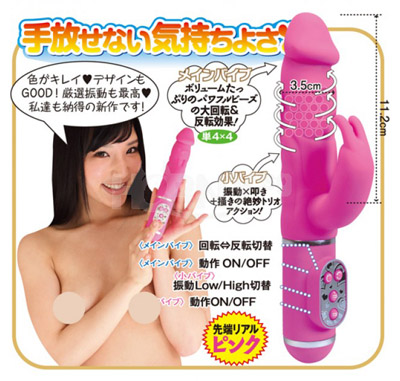 手放せない気持ちよさ
色がキレイ♥デザインも
GOOD！厳選振動も最高♥
私達も納得の新作です！
メインバイブ
ボリュームたっ
ぷりのパワフルビーズ
の大回転&
反転効果！
単4×4
3.5cm
11.2cm
小バイブ
振動×叩き
+掻きの絶妙トリオ
アクション！
〈メインバイブ〉 回転⇔反転切替
〈メインバイブ〉 動作 ON/OFF
〈小バイブ〉
振動Low/High切替
バイブ〉 動作ON/OFF
先端リアル
ピンク